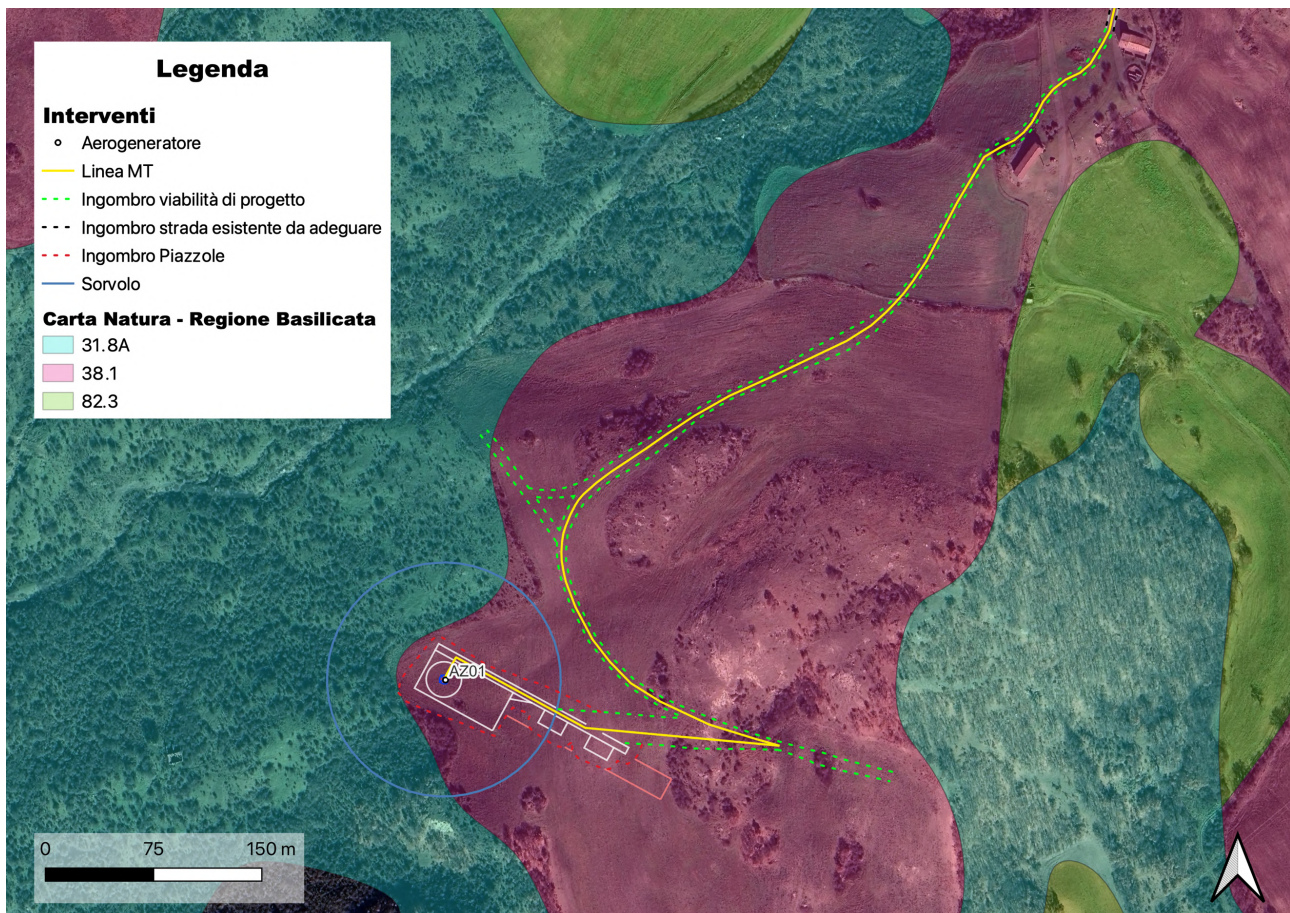 Legenda
Interventi
Aerogeneratore
Linea MT
Ingombro viabilità di progetto
Ingombro strada esistente da adeguare
Ingombro Piazzole
Sorvolo
Carta Natura - Regione Basilicata
31.8A
38.1
82.3
AZ01
0 75 150 m